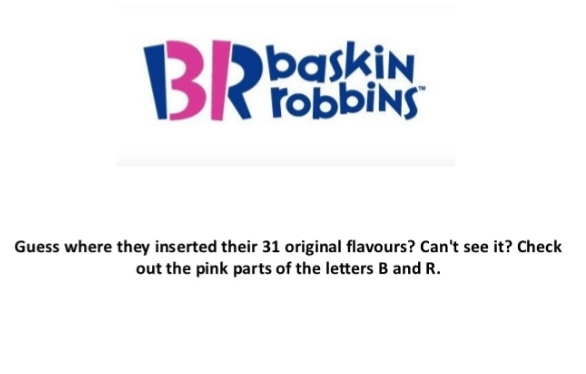 BR baskin
robbins™
Guess where they inserted their 31 original flavours? Can't see it? Check
out the pink parts of the letters B and R.